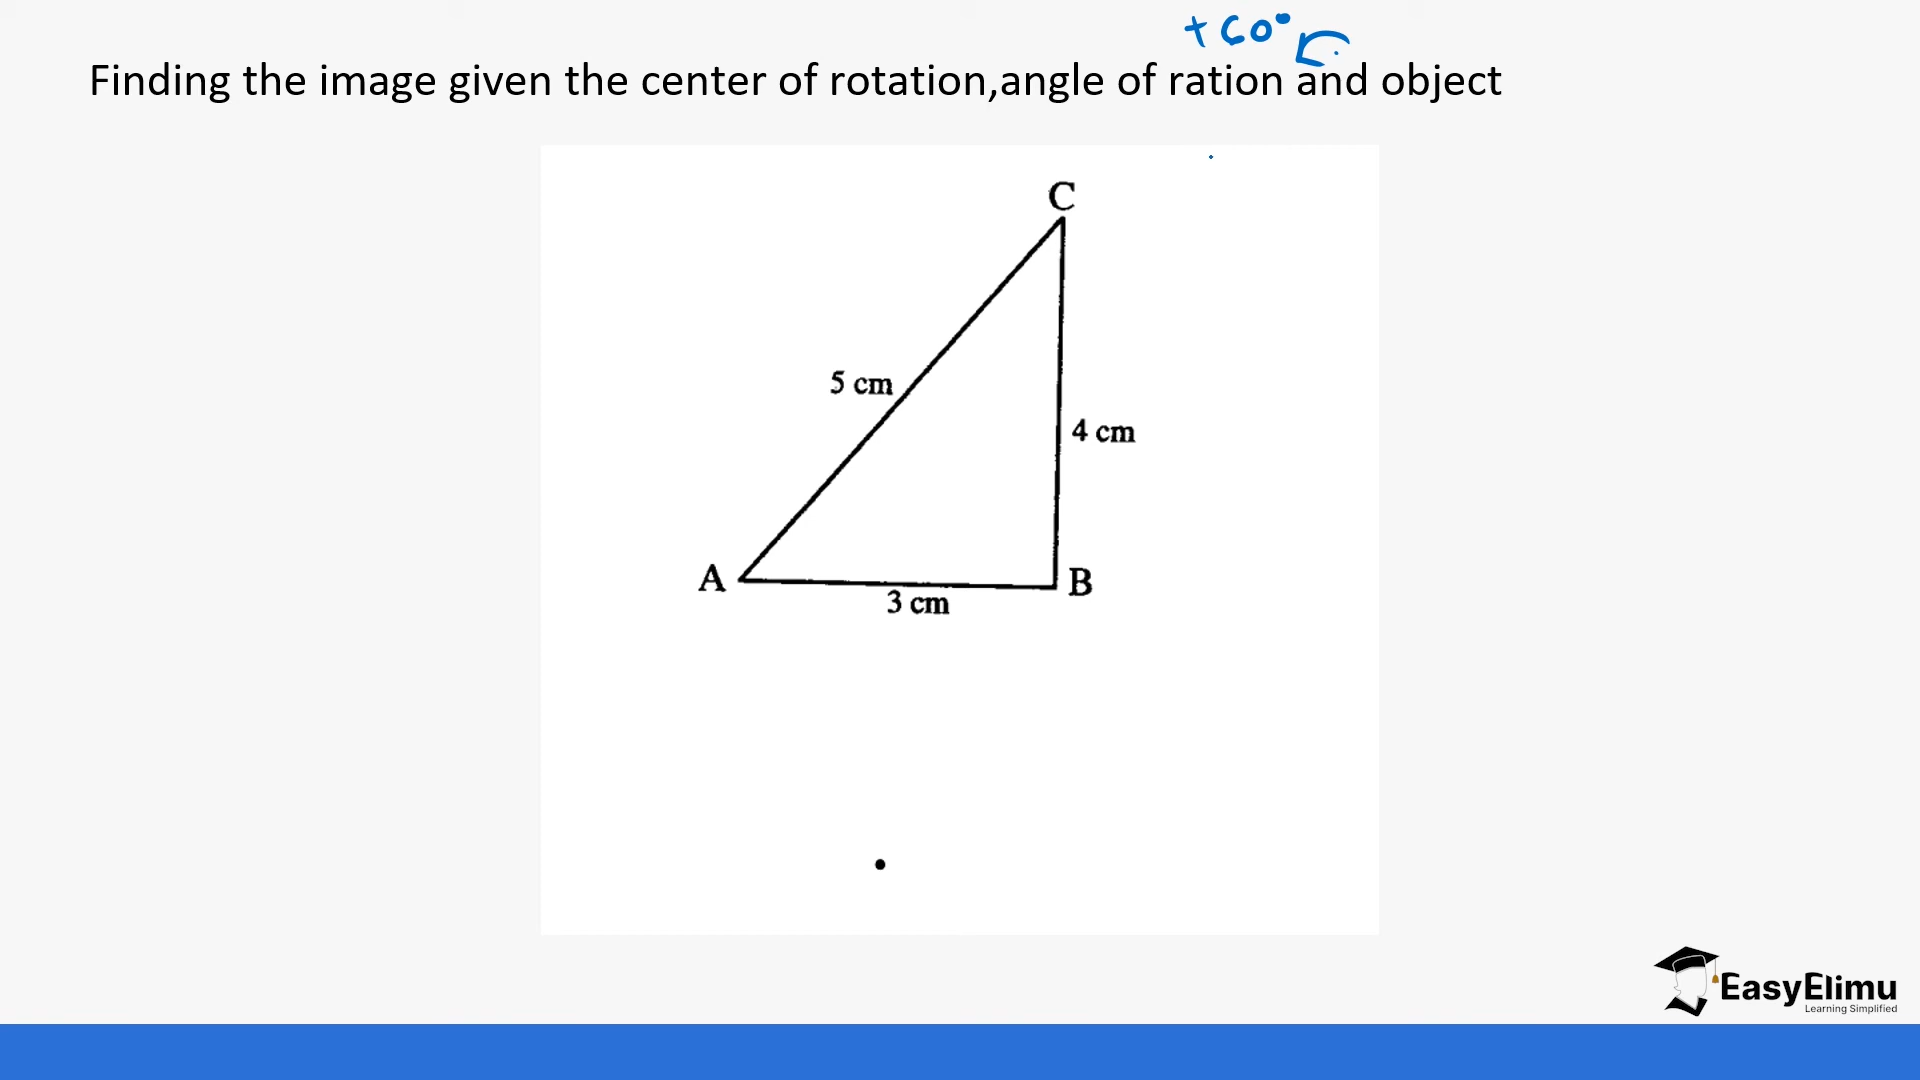 +60°
Finding the image given the center of rotation,angle of ration and object
C
5 cm
4 cm
A
B
3 cm
EasyElimu
Learning Simplified